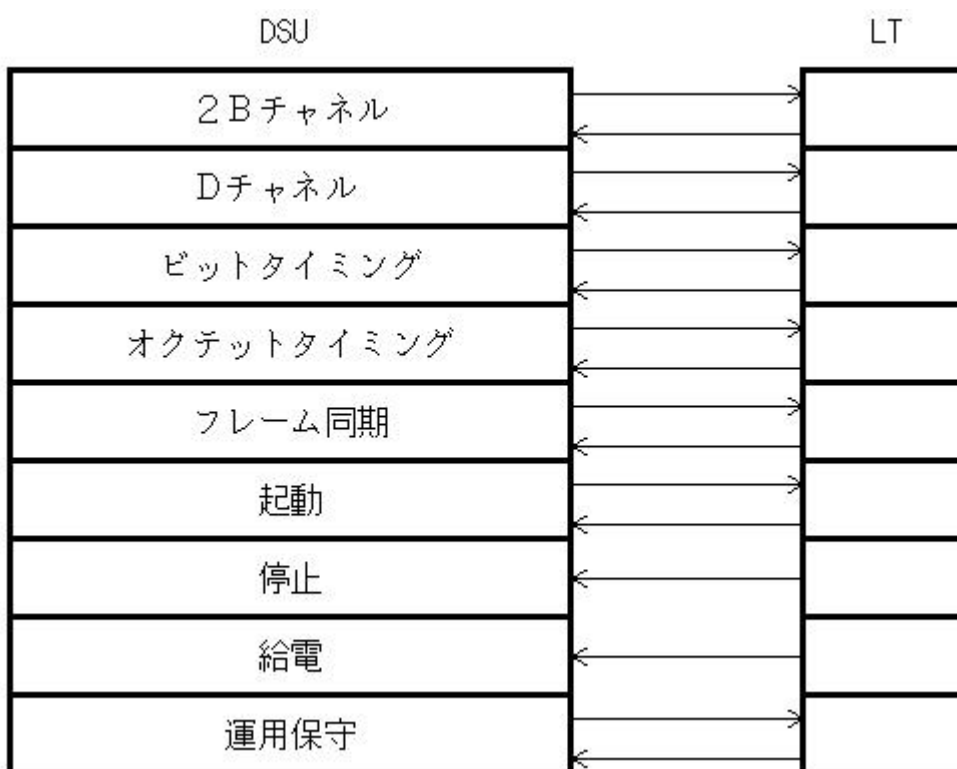 DSU
LT
２Ｂチャネル
Ｄチャネル
ビットタイミング
オクテットタイミング
フレーム同期
起動
停止
給電
運用保守